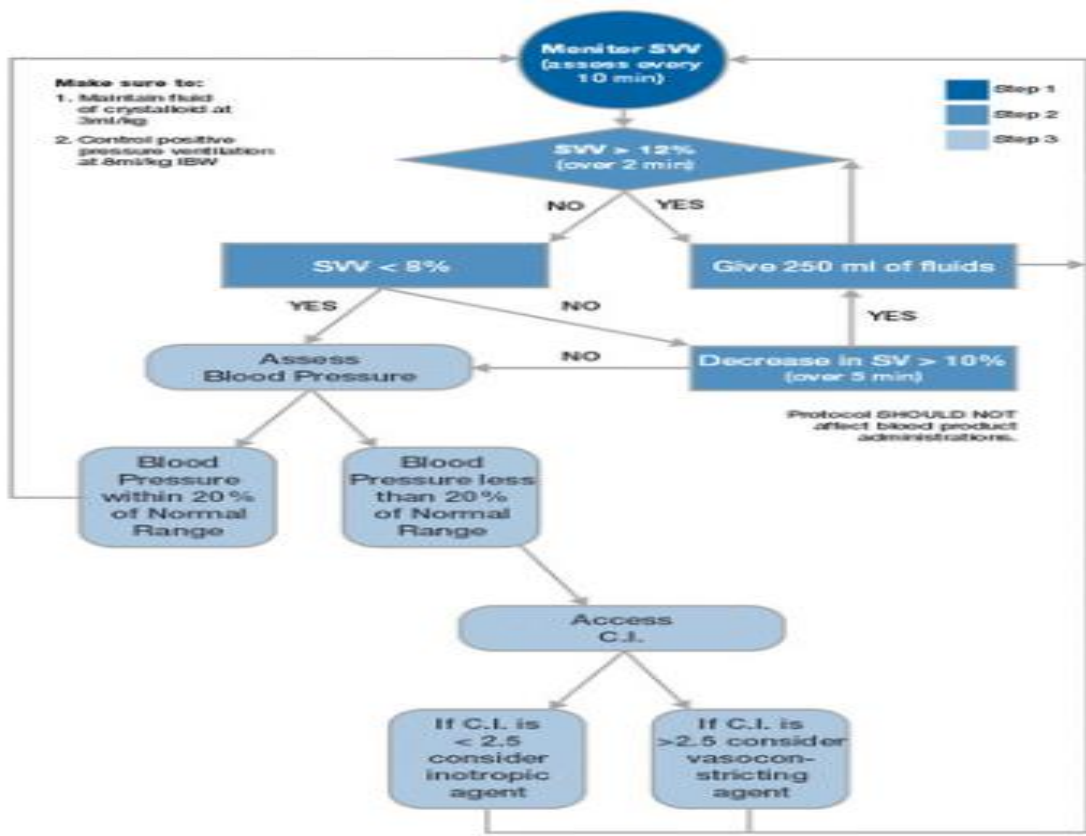 Monitor SVV
(assess every
10 min)
Make sure to:
1. Maintain fluid
of crystalloid at
3ml/kg
2. Control positive
pressure ventilation
at 8ml/kg IBW
Step 1
Step 2
Step 3
SVV > 12%
(over 2 min)
NO
YES
SVV < 8%
Give 250 ml of fluids
YES
NO
YES
NO
Assess
Blood Pressure
Decrease in SV > 10%
(over 5 min)
Protocol SHOULD NOT
affect blood product
administrations.
Blood
Pressure
within 20%
of Normal
Range
Blood
Pressure less
than 20%
of Normal
Range
Access
C.I.
If C.I. is
< 2.5
consider
inotropic
agent
If C.I. is
>2.5 consider
vasocon-
stricting
agent